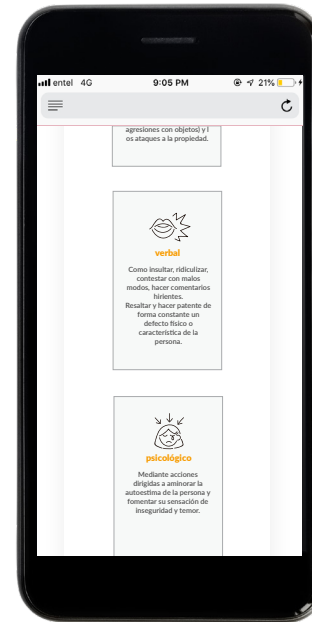 entel 4G 9:05 PM 21%
agresiones con objetos) y l
os ataques a la propiedad.
verbal
Como insultar, ridiculizar,
contestar con malos
modos, hacer comentarios
hirientes.
Resaltar y hacer patente de
forma constante un
defecto físico o
característica de la
persona.
psicológico
Mediante acciones
dirigidas a aminorar la
autoestima de la persona y
fomentar su sensación de
inseguridad y temor.